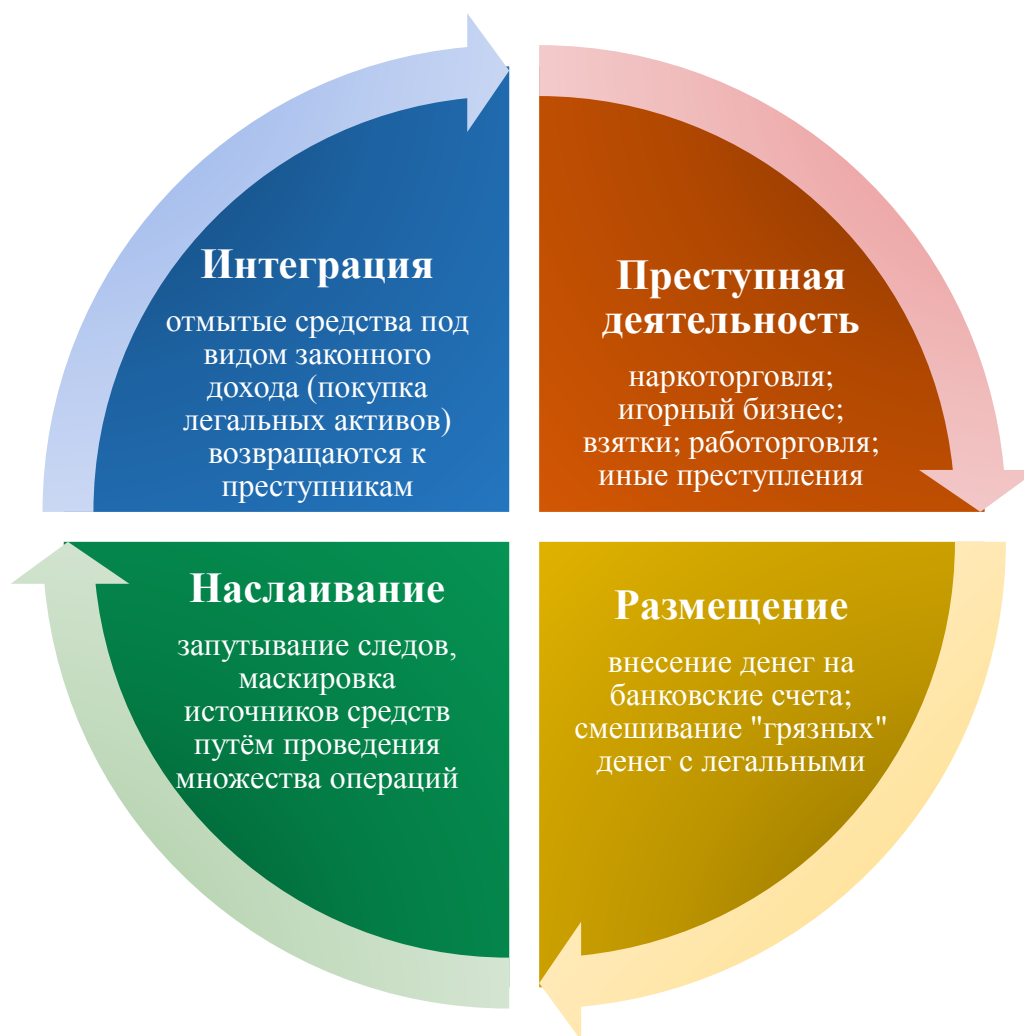 Интеграция
отмытые средства под
видом законного
дохода (покупка
легальных активов)
возвращаются к
преступникам
Преступная
деятельность
наркоторговля;
игорный бизнес;
взятки; работорговля;
иные преступления
Наслаивание
запутывание следов,
маскировка
источников средств
путём проведения
множества операций
Размещение
внесение денег на
банковские счета;
смешивание "грязных"
денег с легальными